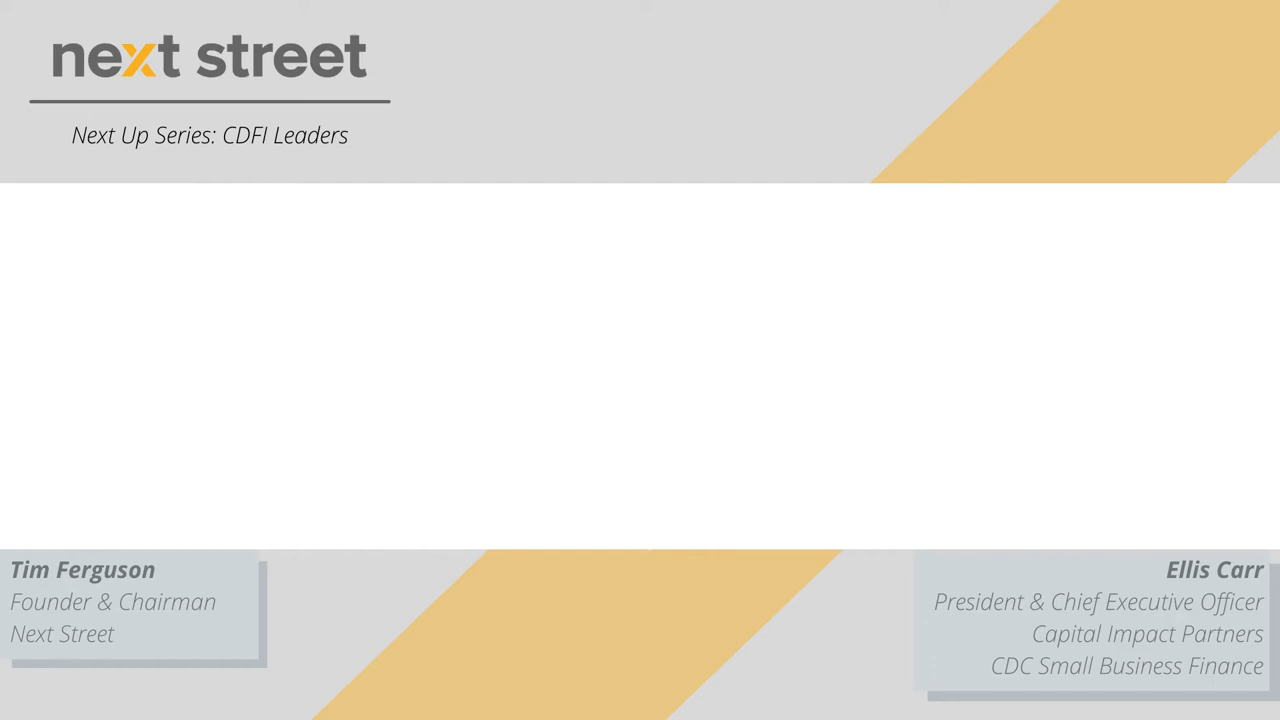 next street
Next Up Series: CDFI Leaders
Tim Ferguson
Founder & Chairman
Next Street
Ellis Carr
President & Chief Executive Officer
Capital Impact Partners
CDC Small Business Finance